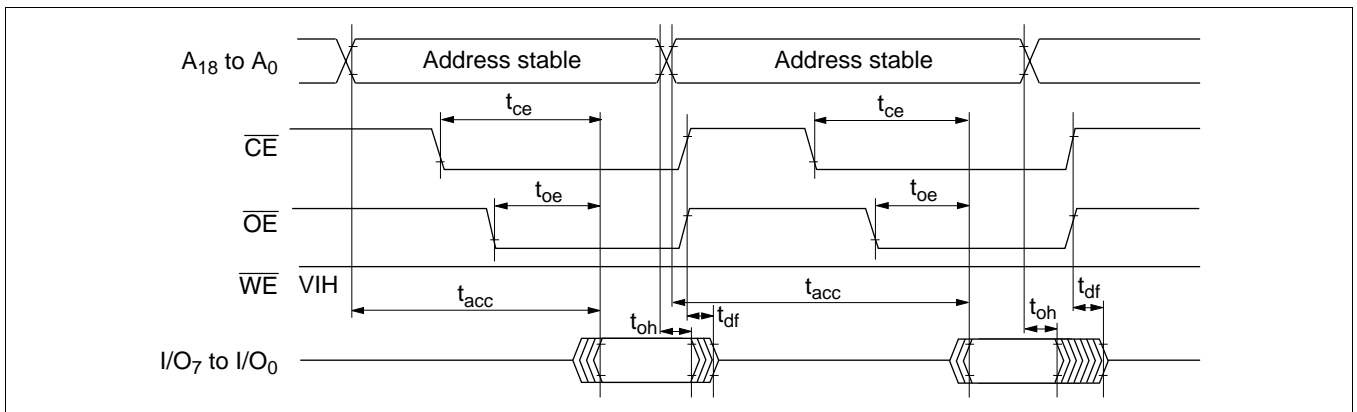 A18 to A0
Address stable
Address stable
tce
tce
CE
toe
toe
OE
WE VIH
tacc
tacc
toh
tdf
toh
tdf
I/O7 to I/O0